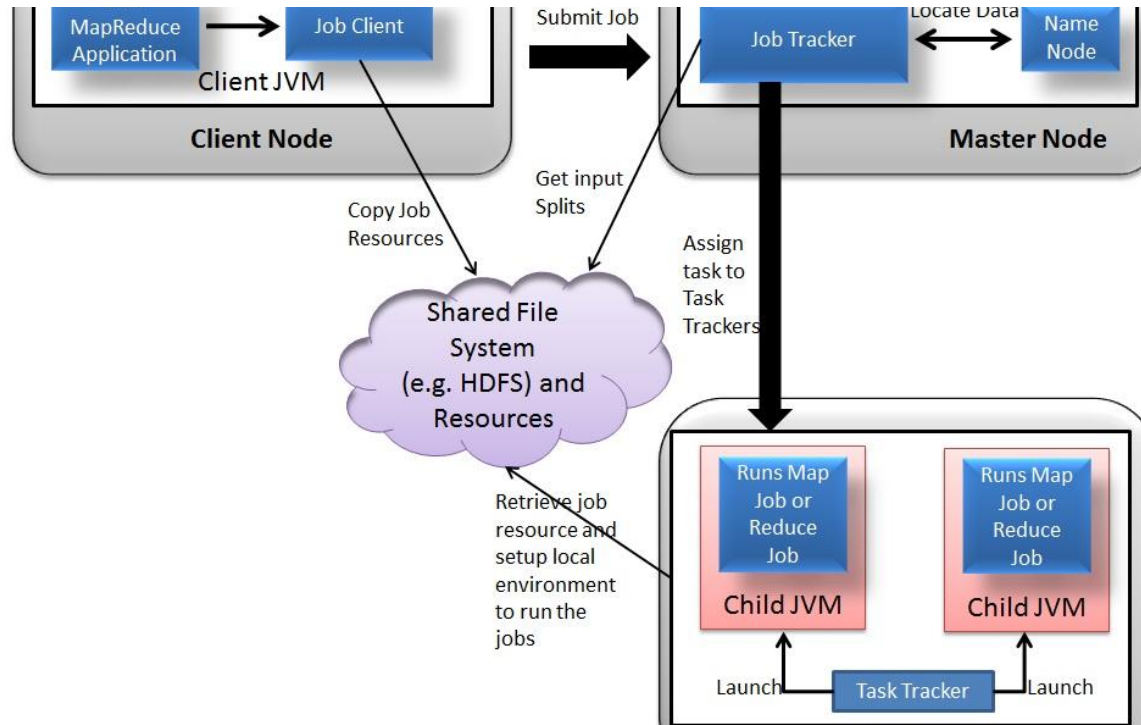 MapReduce
Application
Job Client
Client JVM
Client Node
Submit Job
Job Tracker
Locate Data
Name
Node
Master Node
Copy Job
Resources
Get input
Splits
Assign
task to
Task
Trackers
Shared File
System
(e.g. HDFS) and
Resources
Retrieve job
resource and
setup local
environment
to run the
jobs
Runs Map
Job or
Reduce
Job
Child JVM
Runs Map
Job or
Reduce
Job
Child JVM
Launch
Task Tracker
Launch